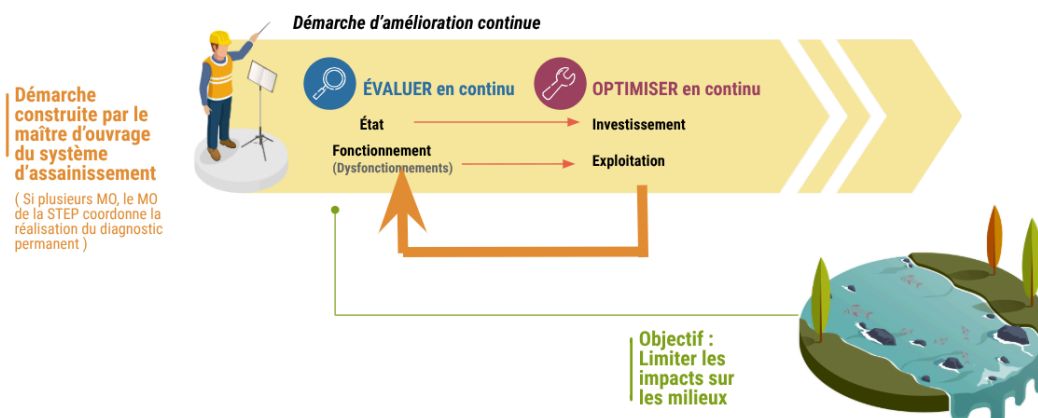 Démarche d’amélioration continue
ÉVALUER en continu
OPTIMISER en continu
État
Investissement
Fonctionnement
(Dysfonctionnements)
Exploitation
Démarche
construite par le
maître d’ouvrage
du système
d’assainissement
( Si plusieurs MO, le MO
de la STEP coordonne la
réalisation du diagnostic
permanent )
Objectif :
Limiter les
impacts sur
les milieux